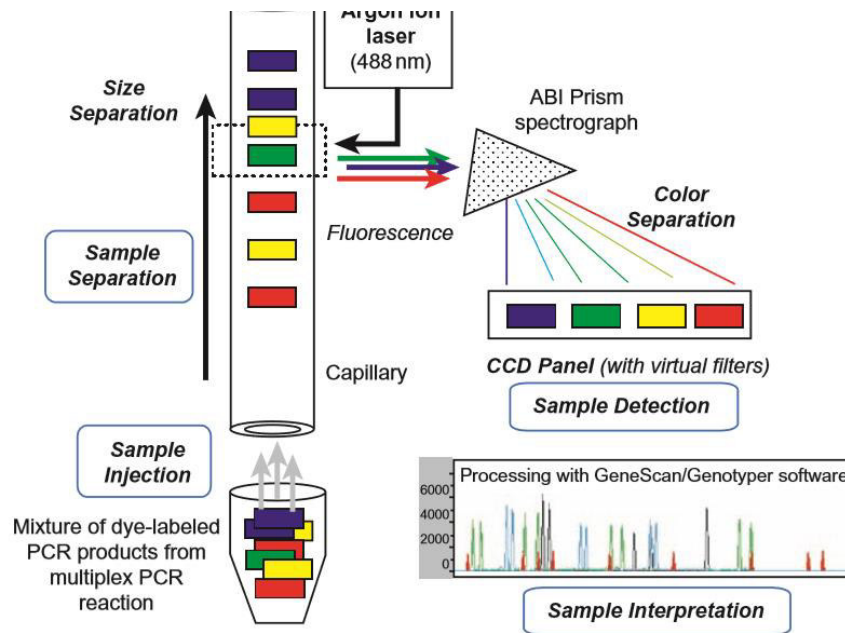 Argon ion
laser
(488 nm)
Size
Separation
ABI Prism
spectrograph
Color
Separation
Fluorescence
Sample
Separation
Capillary
CCD Panel (with virtual filters)
Sample Detection
Sample
Injection
Mixture of dye-labeled
PCR products from
multiplex PCR
reaction
Processing with GeneScan/Genotyper software
6000
4000
2000
0
Sample Interpretation